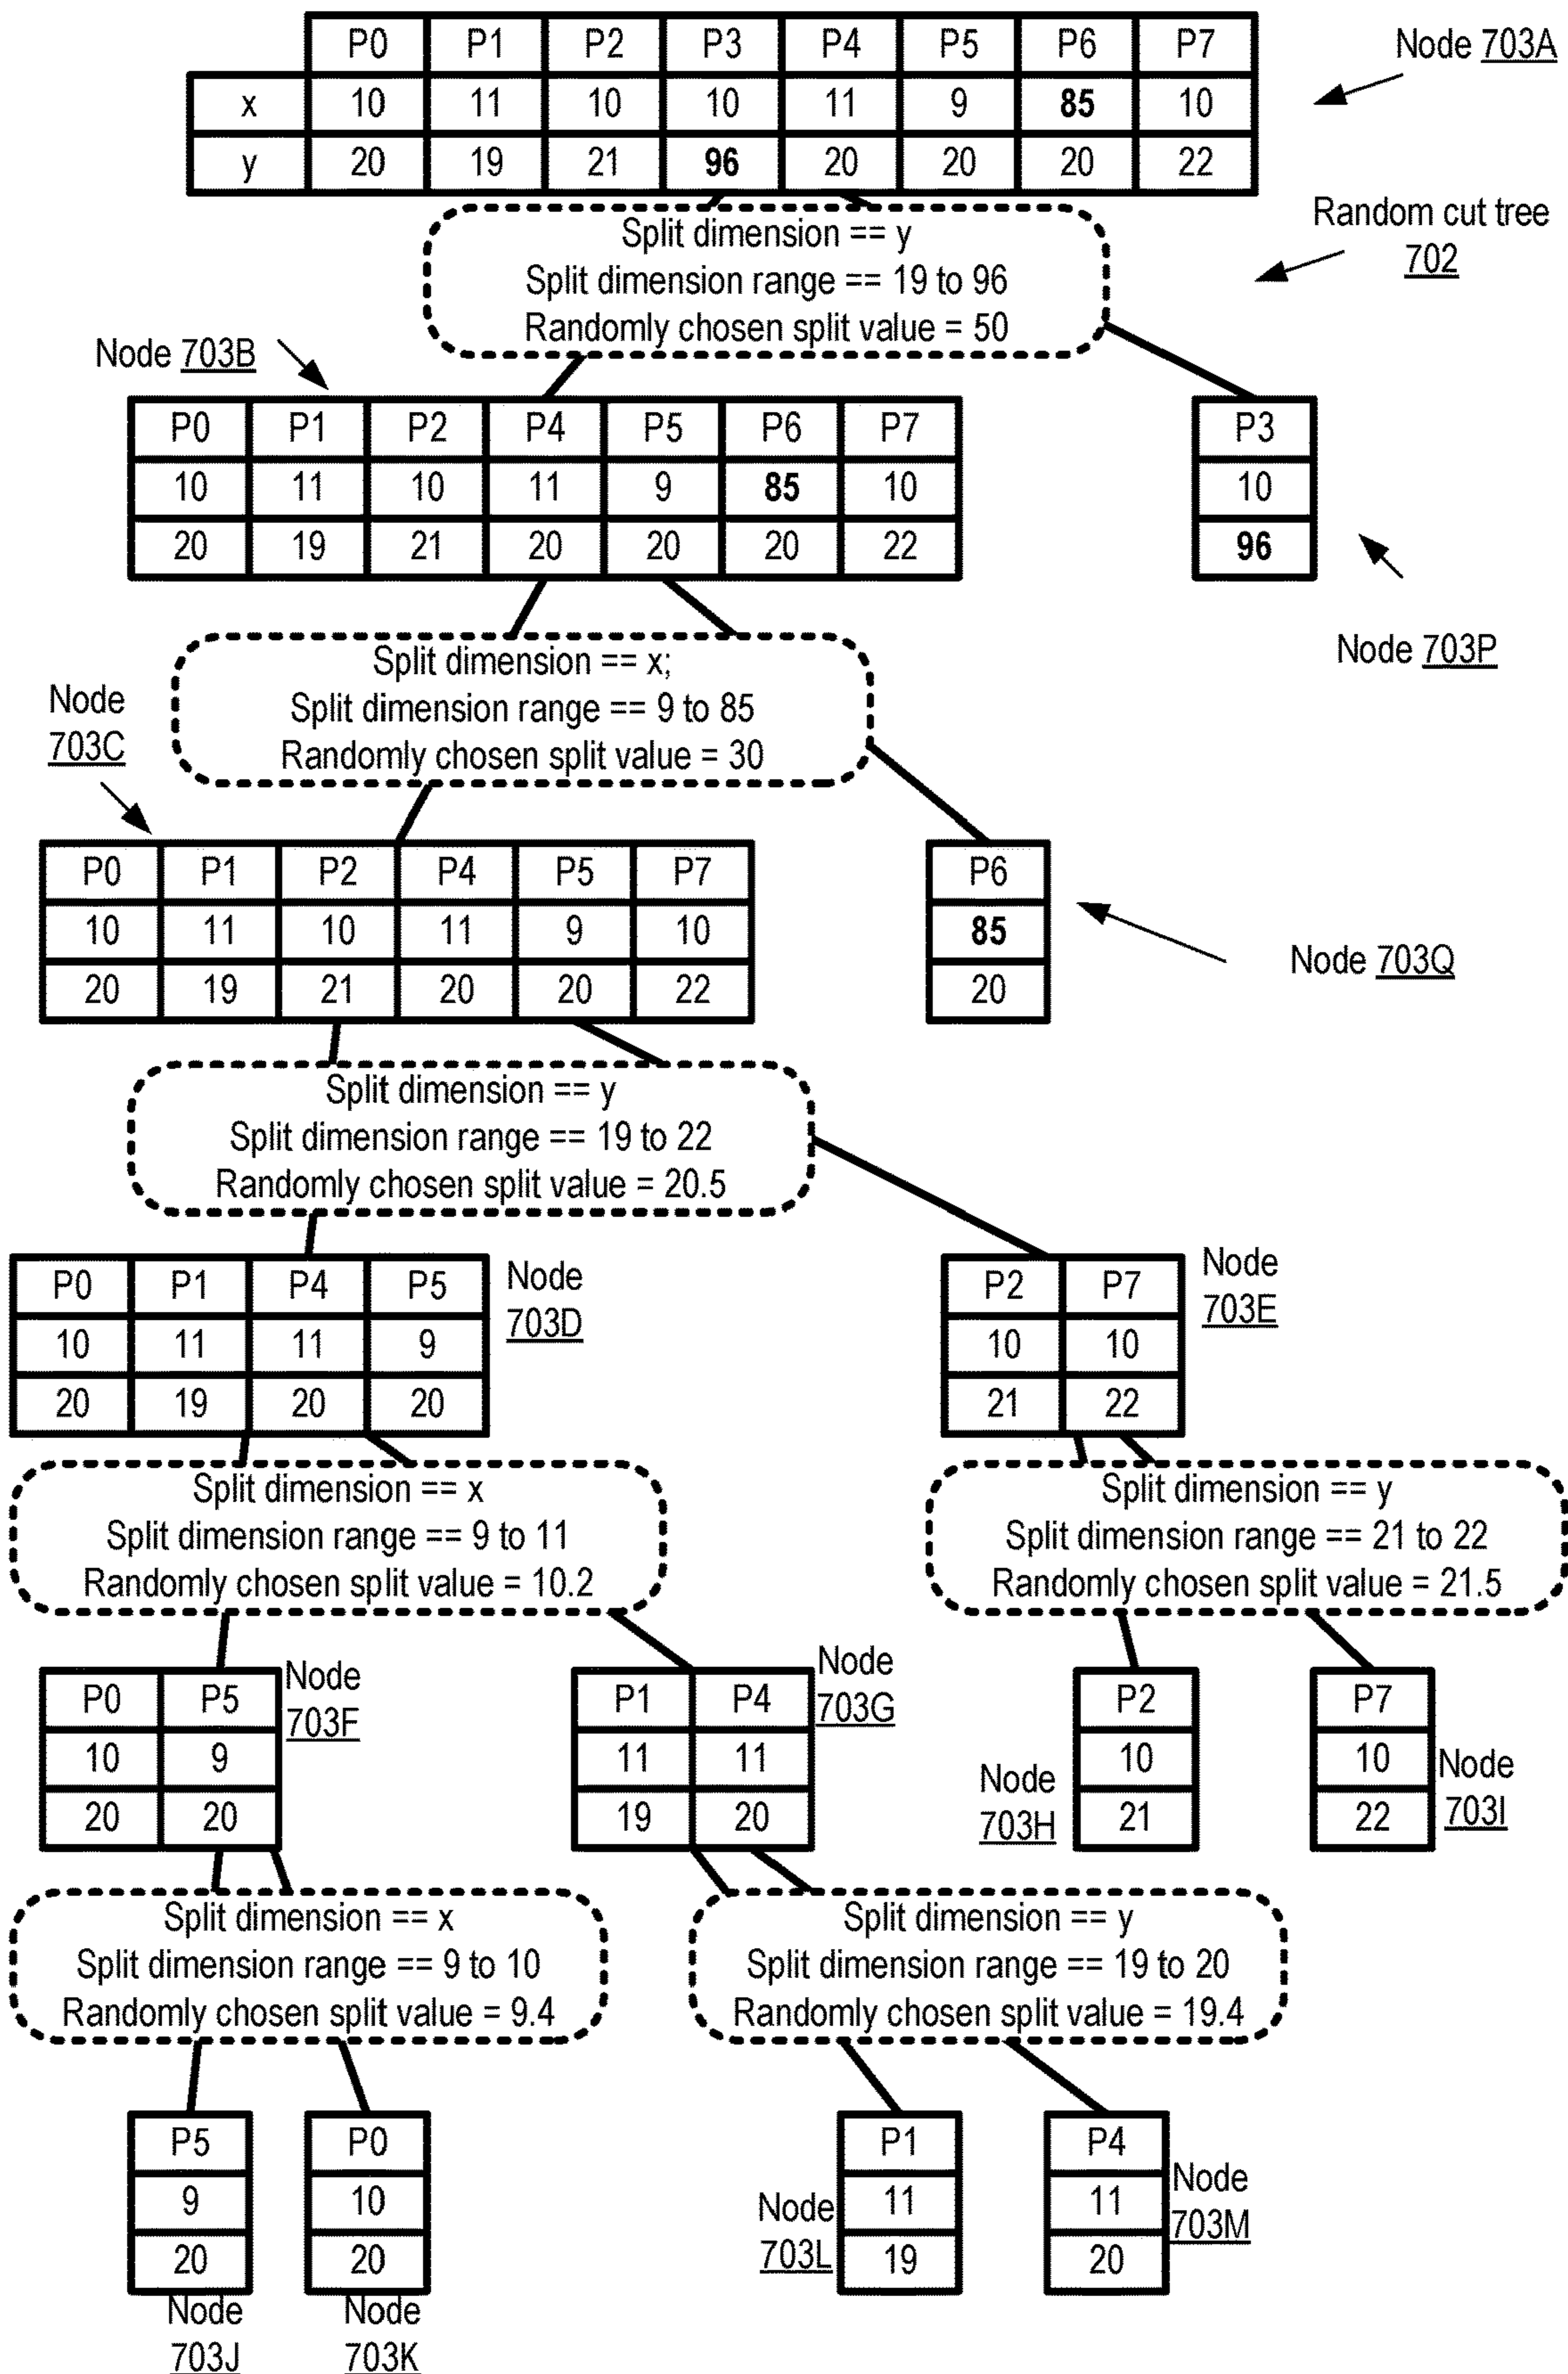 P0 P1 P2 P3 P4 P5 P6 P7
x 10 11 10 10 11 9 85 10
y 20 19 21 96 20 20 20 22
Node 703A
Random cut tree
702
Split dimension == y
Split dimension range == 19 to 96
Randomly chosen split value = 50
Node 703B
P0 P1 P2 P4 P5 P6 P7
10 11 10 11 9 85 10
20 19 21 20 20 20 22
P3
10
96
Node 703P
Split dimension == x;
Split dimension range == 9 to 85
Randomly chosen split value = 30
Node
703C
P0 P1 P2 P4 P5 P7
10 11 10 11 9 10
20 19 21 20 20 22
P6
85
20
Node 703Q
Split dimension == y
Split dimension range == 19 to 22
Randomly chosen split value = 20.5
P0 P1 P4 P5
10 11 11 9
20 19 20 20
Node
703D
P2 P7
10 10
21 22
Node
703E
Split dimension == x
Split dimension range == 9 to 11
Randomly chosen split value = 10.2
Split dimension == y
Split dimension range == 21 to 22
Randomly chosen split value = 21.5
P0 P5
10 9
20 20
Node
703F
P1 P4
11 11
19 20
Node
703G
P2
10
21
Node
703H
P7
10
22
Node
703I
Split dimension == x
Split dimension range == 9 to 10
Randomly chosen split value = 9.4
Split dimension == y
Split dimension range == 19 to 20
Randomly chosen split value = 19.4
P5
9
20
Node
703J
P0
10
20
Node
703K
P1
11
19
Node
703L
P4
11
20
Node
703M